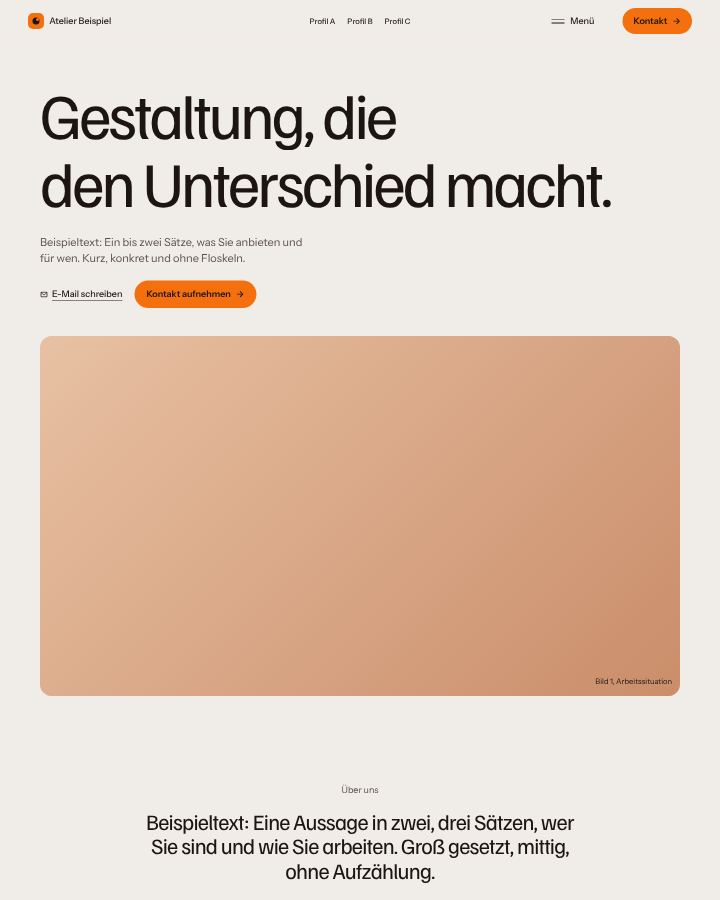 Atelier Beispiel
Profil A
Profil B
Profil C
Menü
Kontakt →
Gestaltung, die
den Unterschied macht.
Beispieltext: Ein bis zwei Sätze, was Sie anbieten und
für wen. Kurz, konkret und ohne Floskeln.
E-Mail schreiben
Kontakt aufnehmen →
Bild 1, Arbeitssituation
Über uns
Beispieltext: Eine Aussage in zwei, drei Sätzen, wer
Sie sind und wie Sie arbeiten. Groß gesetzt, mittig,
ohne Aufzählung.